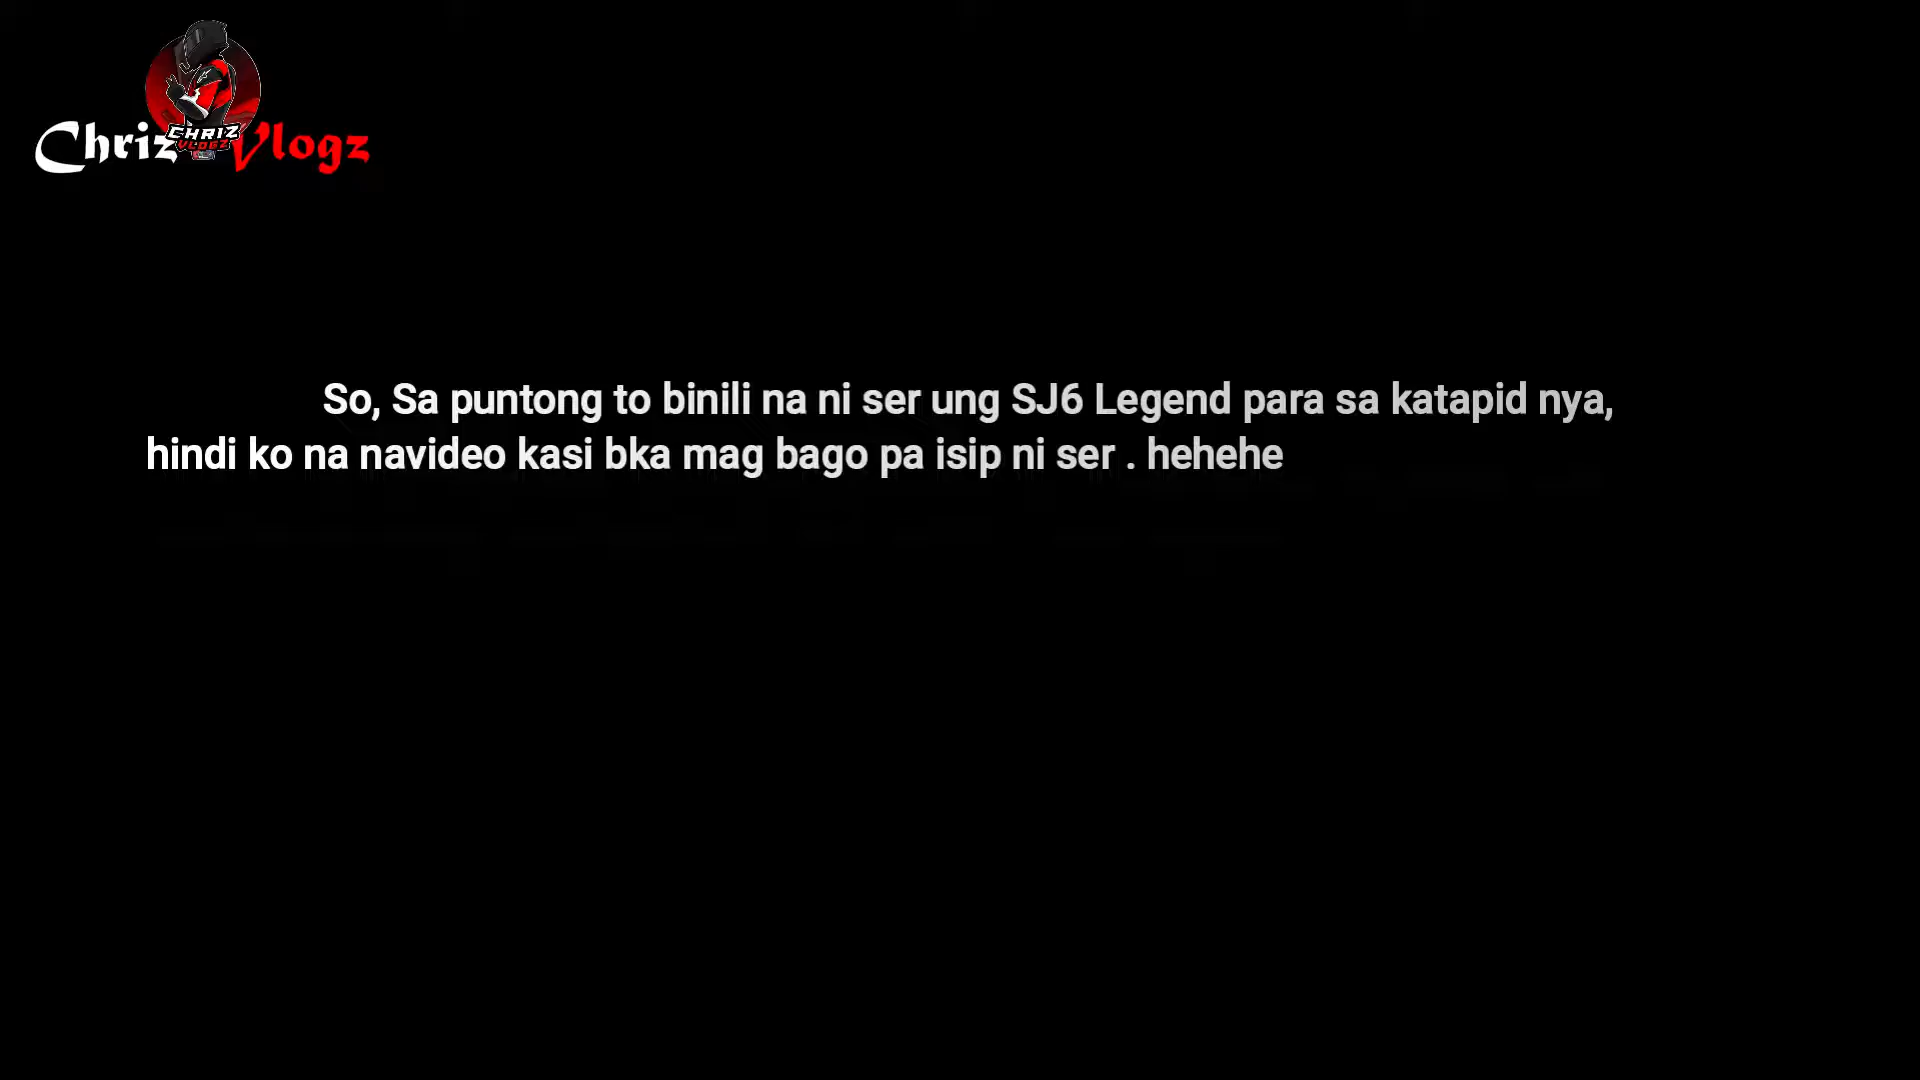 Chriz Vlogz
CHRIZ
VLOGZ
So, Sa puntong to binili na ni ser ung SJ6 Legend para sa katapid nya,
hindi ko na navideo kasi bka mag bago pa isip ni ser . hehehe